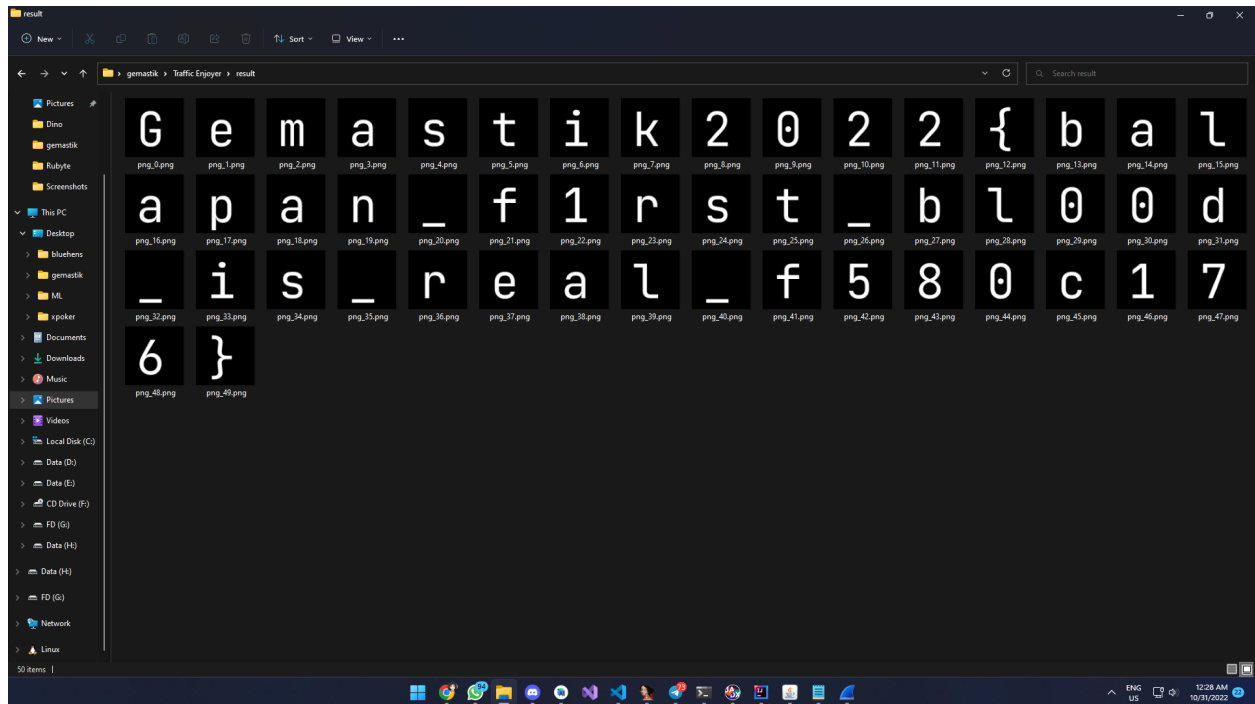 result
New
Sort
View
gemastik > Traffic Enjoyer > result
Search result
Pictures
Dino
gemastik
Rubyte
Screenshots
This PC
Desktop
bluehens
gemastik
ML
xpoker
Documents
Downloads
Music
Pictures
Videos
Local Disk (C:)
Data (D:)
Data (E:)
CD Drive (F:)
FD (G:)
Data (H:)
Data (H:)
FD (G:)
Network
Linux
G e m a s t i k 2 0 2 2 { b a l
png_0.png png_1.png png_2.png png_3.png png_4.png png_5.png png_6.png png_7.png png_8.png png_9.png png_10.png png_11.png png_12.png png_13.png png_14.png png_15.png
a p a n _ f 1 r s t _ b l 0 0 d
png_16.png png_17.png png_18.png png_19.png png_20.png png_21.png png_22.png png_23.png png_24.png png_25.png png_26.png png_27.png png_28.png png_29.png png_30.png png_31.png
_ i s _ r e a l _ f 5 8 0 c 1 7
png_32.png png_33.png png_34.png png_35.png png_36.png png_37.png png_38.png png_39.png png_40.png png_41.png png_42.png png_43.png png_44.png png_45.png png_46.png png_47.png
6 }
png_48.png png_49.png
50 items
94
73
ENG
US
12:28 AM
10/31/2022
22